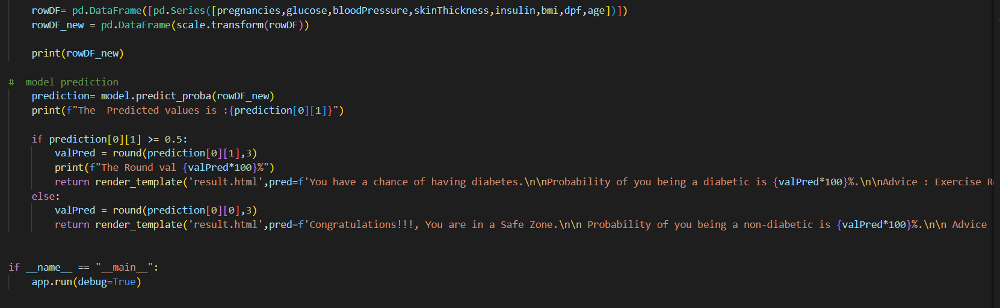 rowDF= pd.DataFrame([pd.Series([pregnancies,glucose,bloodPressure,skinThickness,insulin,bmi,dpf,age])])
rowDF_new = pd.DataFrame(scale.transform(rowDF))
print(rowDF_new)
#  model prediction
prediction= model.predict_proba(rowDF_new)
print(f"The  Predicted values is :{prediction[0][1]}")
if prediction[0][1] >= 0.5:
valPred = round(prediction[0][1],3)
print(f"The Round val {valPred*100}%")
return render_template('result.html',pred=f'You have a chance of having diabetes.\n\nProbability of you being a diabetic is {valPred*100}%.\n\nAdvice : Exercise R
else:
valPred = round(prediction[0][0],3)
return render_template('result.html',pred=f'Congratulations!!!, You are in a Safe Zone.\n\n Probability of you being a non-diabetic is {valPred*100}%.\n\n Advice
if __name__ == "__main__":
app.run(debug=True)